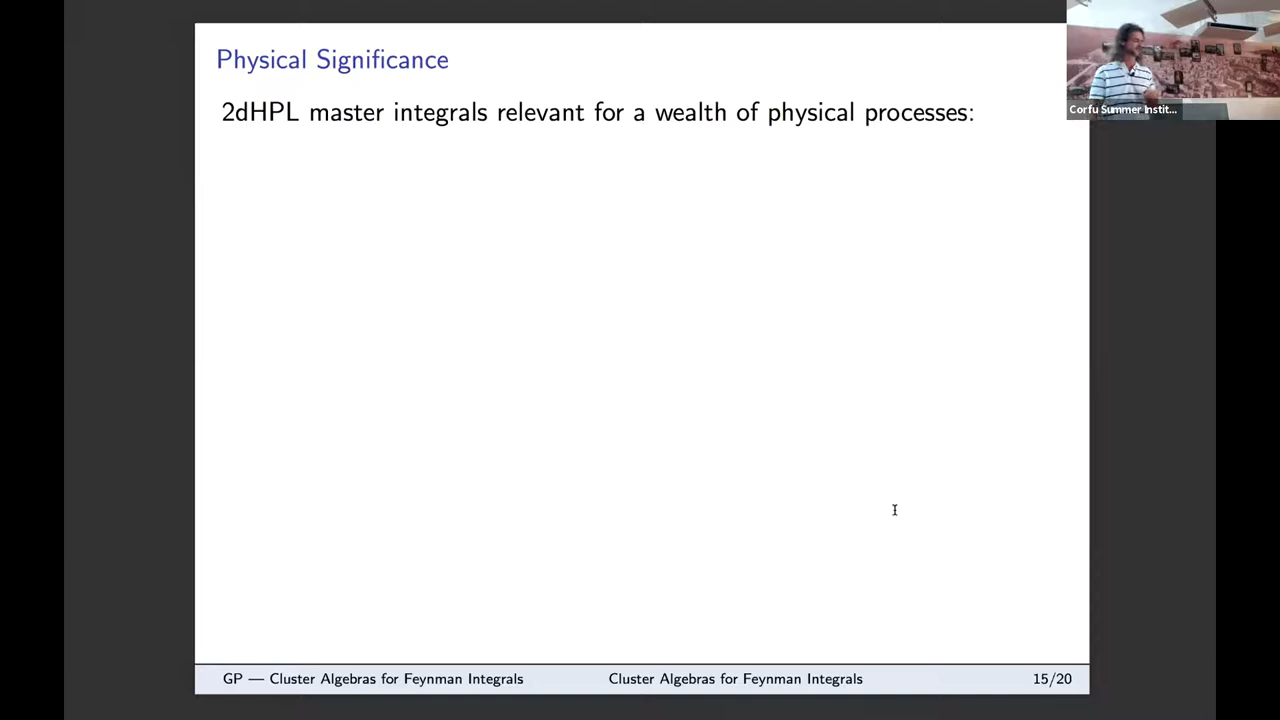 Physical Significance
2dHPL master integrals relevant for a wealth of physical processes:
Corfu Summer Instit...
GP — Cluster Algebras for Feynman Integrals
Cluster Algebras for Feynman Integrals
15/20